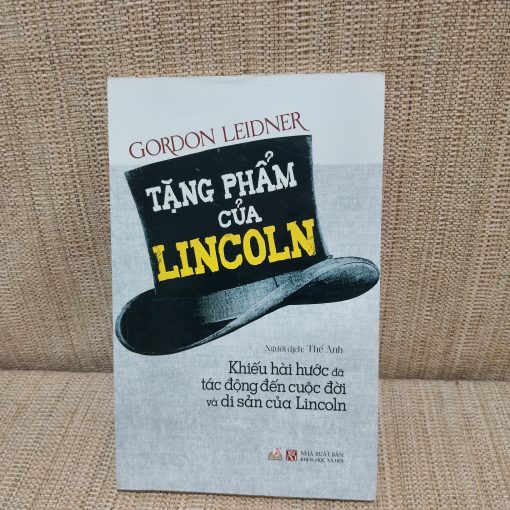 GORDON LEIDNER
TẶNG PHẨM
CỦA
LINCOLN
Người dịch: Thế Anh
Khiếu hài hước đã
tác động đến cuộc đời
và di sản của Lincoln
NHÀ XUẤT BẢN
KHOA HỌC XÃ HỘI